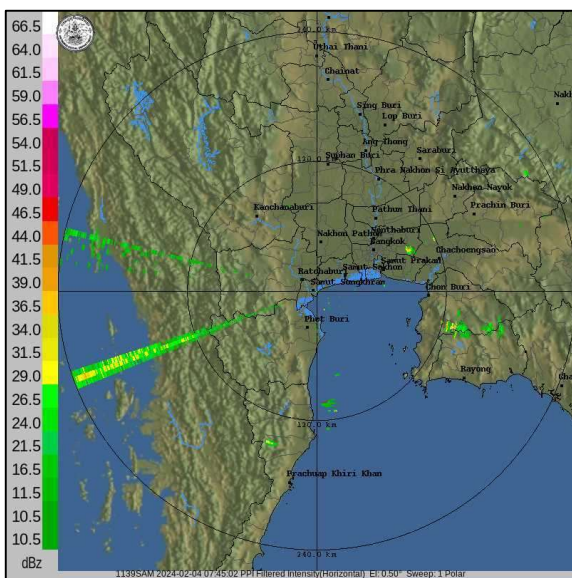 66.5
64.0
61.5
59.0
56.5
53.5
51.5
49.0
46.5
44.0
41.5
39.0
36.5
34.0
31.5
29.0
26.5
24.0
21.5
16.5
11.5
10.5
10.5
dBz
Uthai Thani
Chainat
Sing Buri
Lop Buri
Nakh
Ang Thong
Suphan Buri
Saraburi
Phra Nakhon Si Ayutthaya
Nakhon Nayok
Kanchanaburi
Prachin Buri
Pathum Thani
Nonthaburi
Nakhon Pathom
Bangkok
Chachoengsao
Samut Prakan
Samut Sakhon
Ratchaburi
Samut Songkhram
Chon Buri
Phet Buri
Rayong
Cha
120.0 km
Prachuap Khiri Khan
240.0 km
1139SAM 2024-02-04 07:45:02 PPI Filtered Intensity(Horizontal) El: 0.50° Sweep: 1 Polar